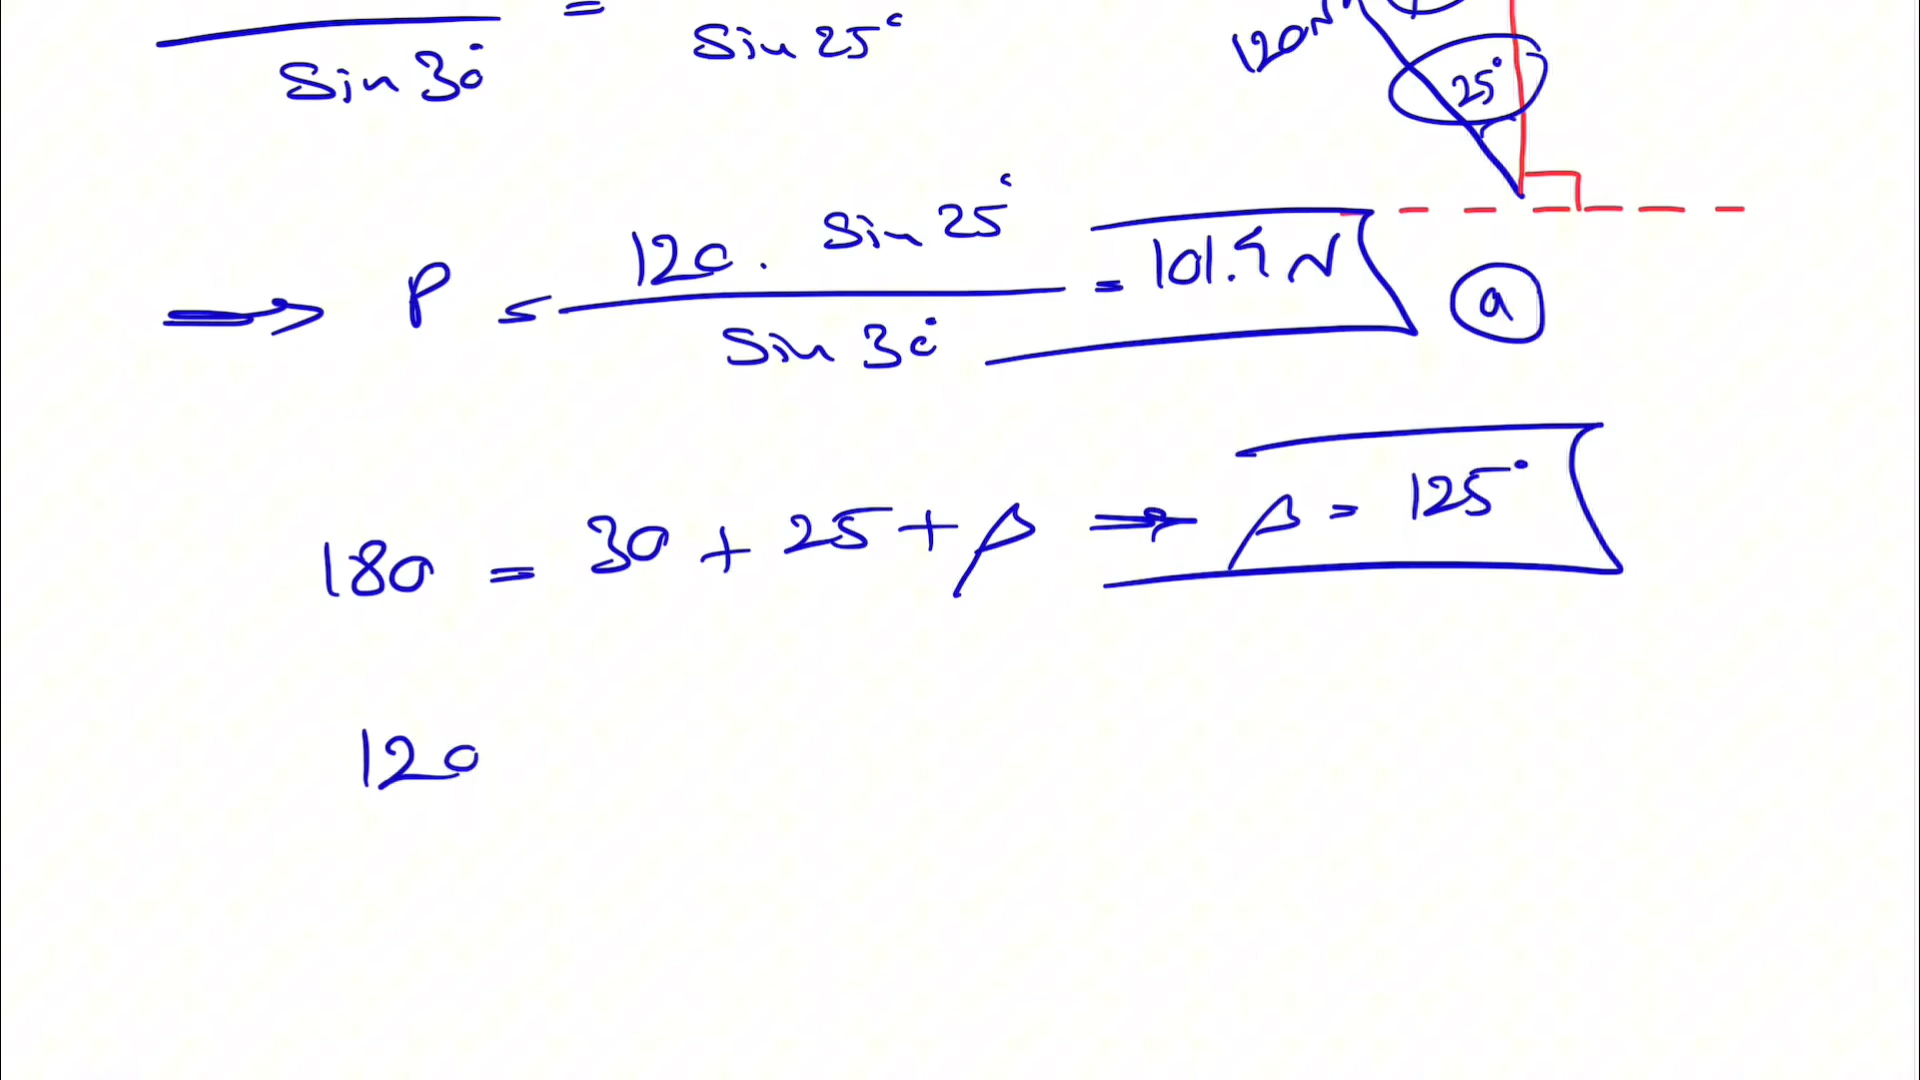 =
sin 30°
sin 25°
120N
25°
⟹ P = 120 . sin 25° / sin 30° = 101.4 N
a
180 = 30 + 25 + β ⟹ β = 125°
120